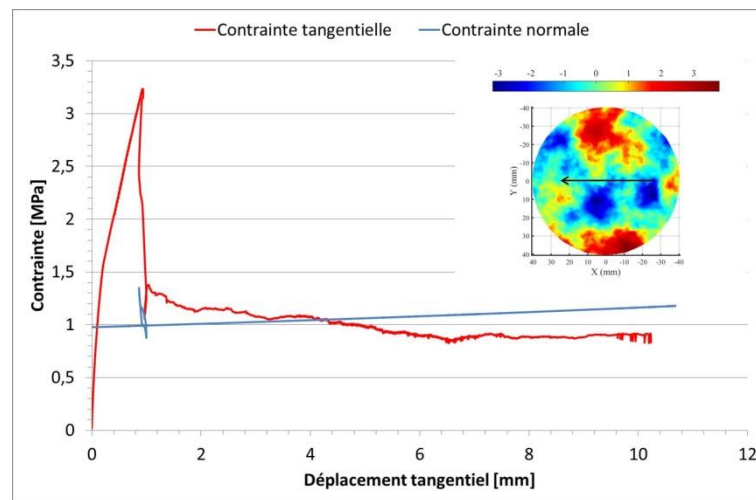 Contrainte tangentielle Contrainte normale
3,5
3
2,5
2
1,5
1
0,5
0
Contrainte [MPa]
0 2 4 6 8 10 12
Déplacement tangentiel [mm]
-3 -2 -1 0 1 2 3
-40
-30
-20
-10
0
10
20
30
40
Y (mm)
40 30 20 10 0 -10 -20 -30 -40
X (mm)